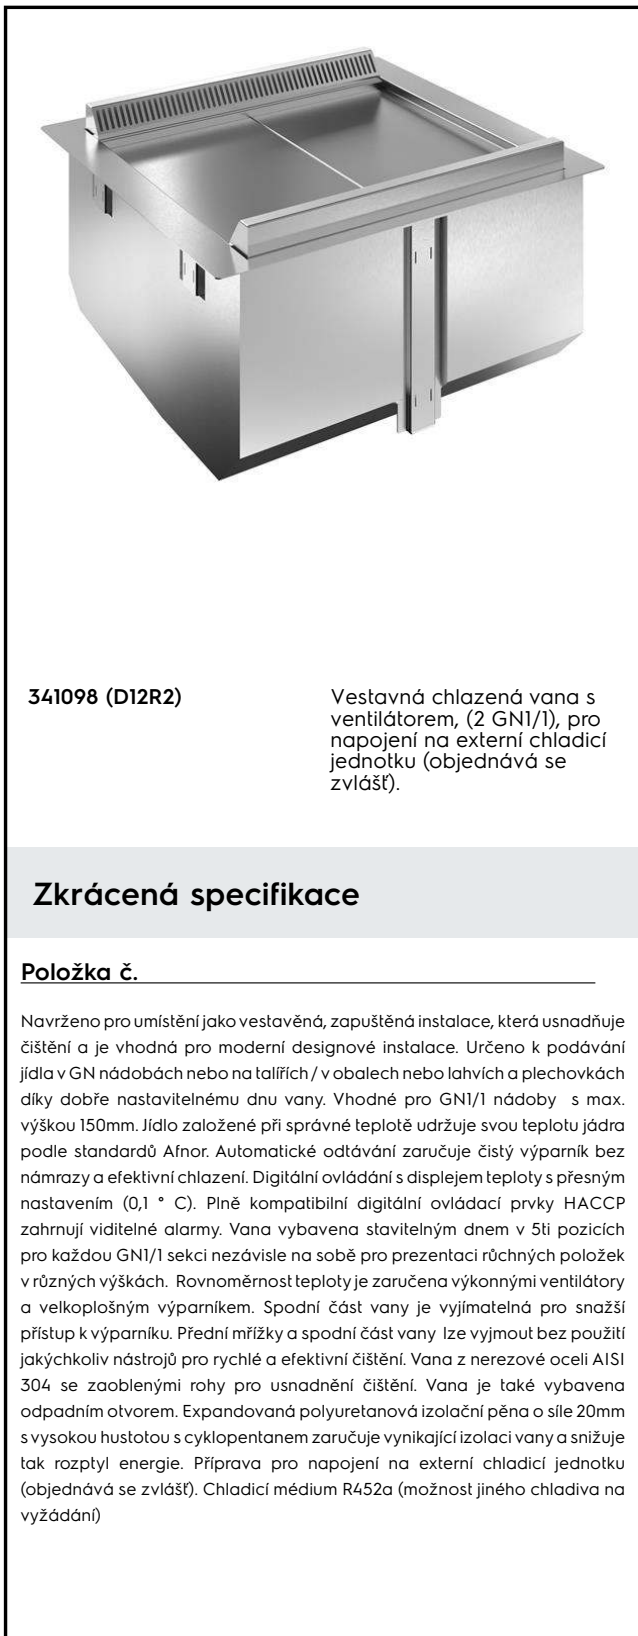 341098 (D12R2)
Vestavná chlazená vana s
ventilátorem, (2 GN1/1), pro
napojení na externí chladicí
jednotku (objednává se
zvlášť).
Zkrácená specifikace
Položka č.
Navrženo pro umístění jako vestavěná, zapuštěná instalace, která usnadňuje
čištění a je vhodná pro moderní designové instalace. Určeno k podávání
jídla v GN nádobách nebo na talířích / v obalech nebo lahvích a plechovkách
díky dobře nastavitelnému dnu vany. Vhodné pro GN1/1 nádoby s max.
výškou 150mm. Jídlo založené při správné teplotě udržuje svou teplotu jádra
podle standardů Afnor. Automatické odtávání zaručuje čistý výparník bez
námrazy a efektivní chlazení. Digitální ovládání s displejem teploty s přesným
nastavením (0,1 ° C). Plně kompatibilní digitální ovládací prvky HACCP
zahrnují viditelné alarmy. Vana vybavena stavitelným dnem v 5ti pozicích
pro každou GN1/1 sekci nezávisle na sobě pro prezentaci růchných položek
v různých výškách. Rovnoměrnost teploty je zaručena výkonnými ventilátory
a velkoplošným výparníkem. Spodní část vany je vyjímatelná pro snažší
přístup k výparníku. Přední mřížky a spodní část vany lze vyjmout bez použití
jakýchkoliv nástrojů pro rychlé a efektivní čištění. Vana z nerezové oceli AISI
304 se zaoblenými rohy pro usnadnění čištění. Vana je také vybavena
odpadním otvorem. Expandovaná polyuretanová izolační pěna o síle 20mm
s vysokou hustotou s cyklopentanem zaručuje vynikající izolaci vany a snižuje
tak rozptyl energie. Příprava pro napojení na externí chladicí jednotku
(objednává se zvlášť). Chladicí médium R452a (možnost jiného chladiva na
vyžádání)